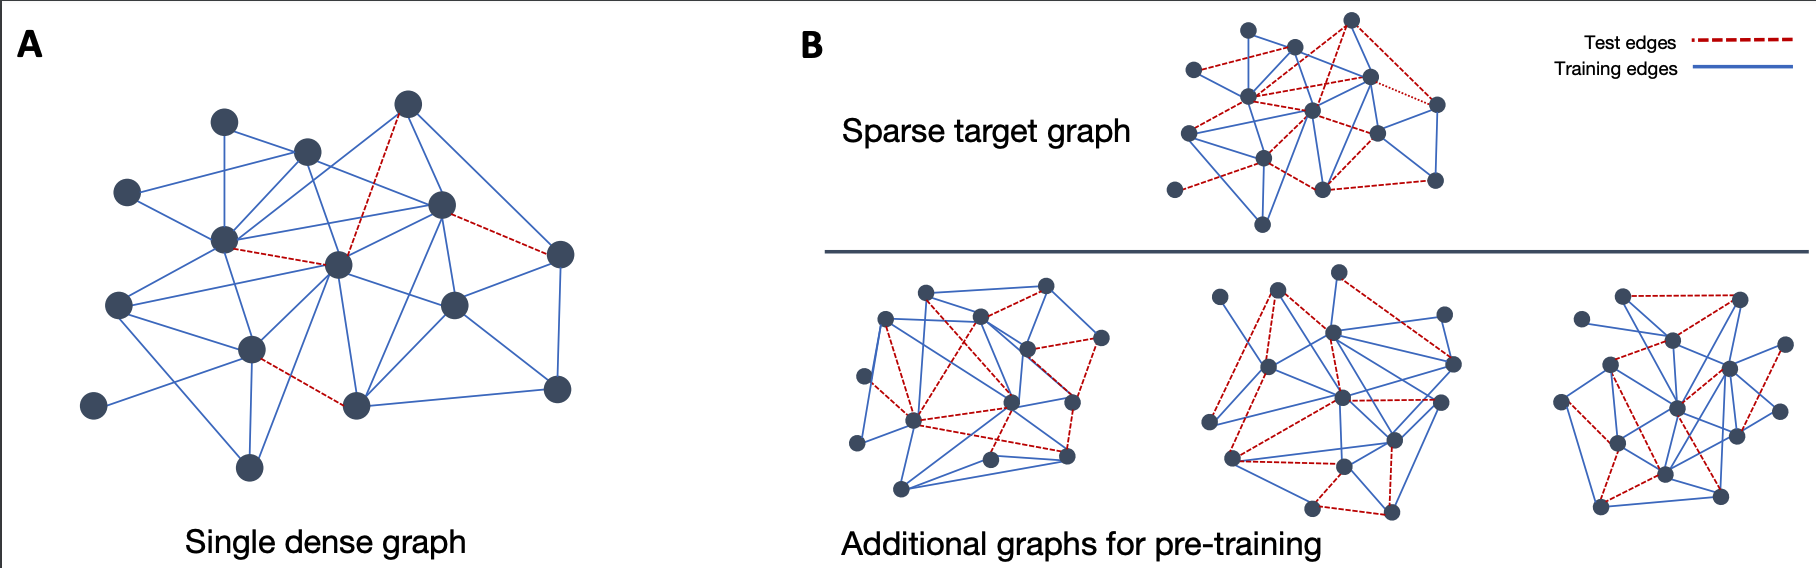 A
B
Test edges
Training edges
Sparse target graph
Single dense graph
Additional graphs for pre-training